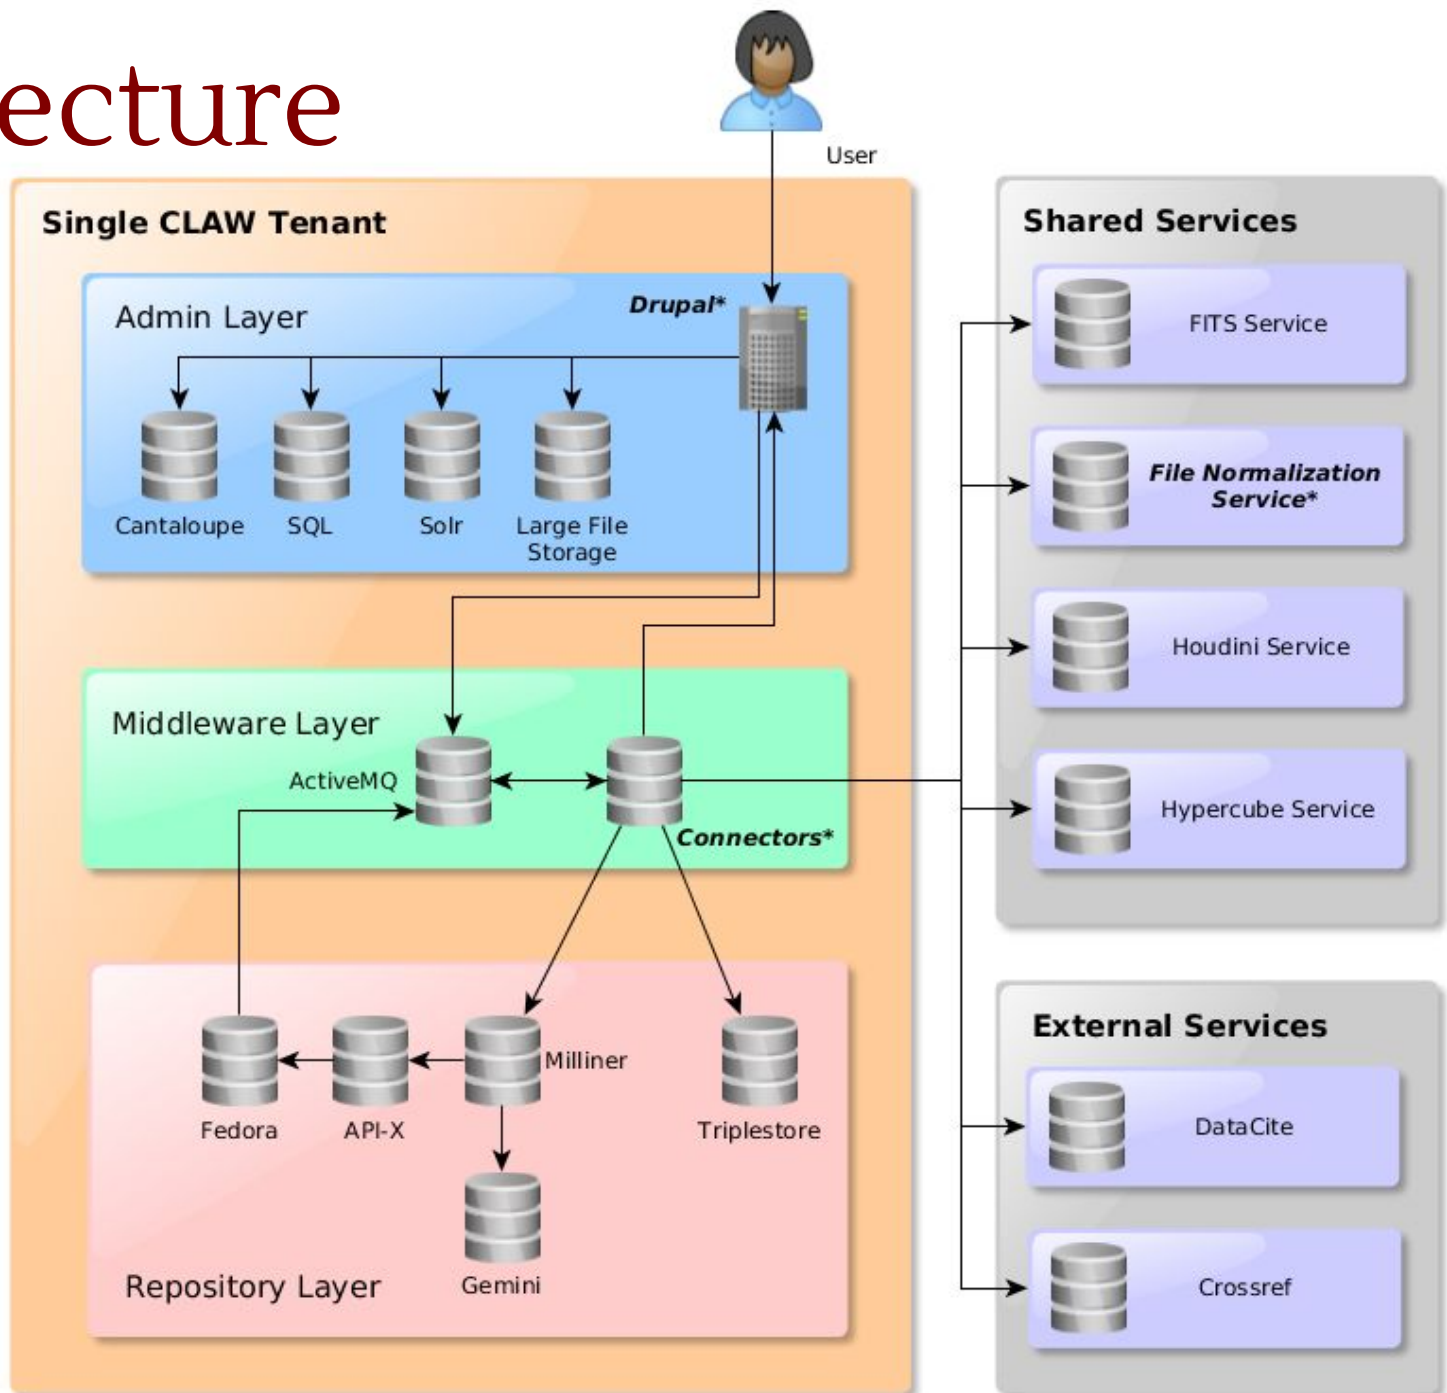 ecture
User
Single CLAW Tenant
Admin Layer
Drupal*
Cantaloupe
SQL
Solr
Large File
Storage
Middleware Layer
ActiveMQ
Connectors*
Fedora
API-X
Milliner
Triplestore
Gemini
Repository Layer
Shared Services
FITS Service
File Normalization
Service*
Houdini Service
Hypercube Service
External Services
DataCite
Crossref